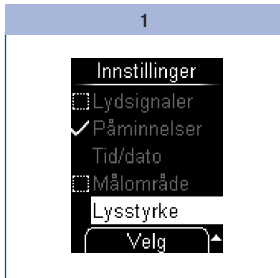 1
Innstillinger
Lydsignaler
Påminnelser
Tid/dato
Målområde
Lysstyrke
Velg